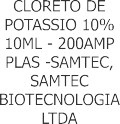 CLORETO DE
POTASSIO 10%
10ML - 200AMP
PLAS -SAMTEC,
SAMTEC
BIOTECNOLOGIA
LTDA